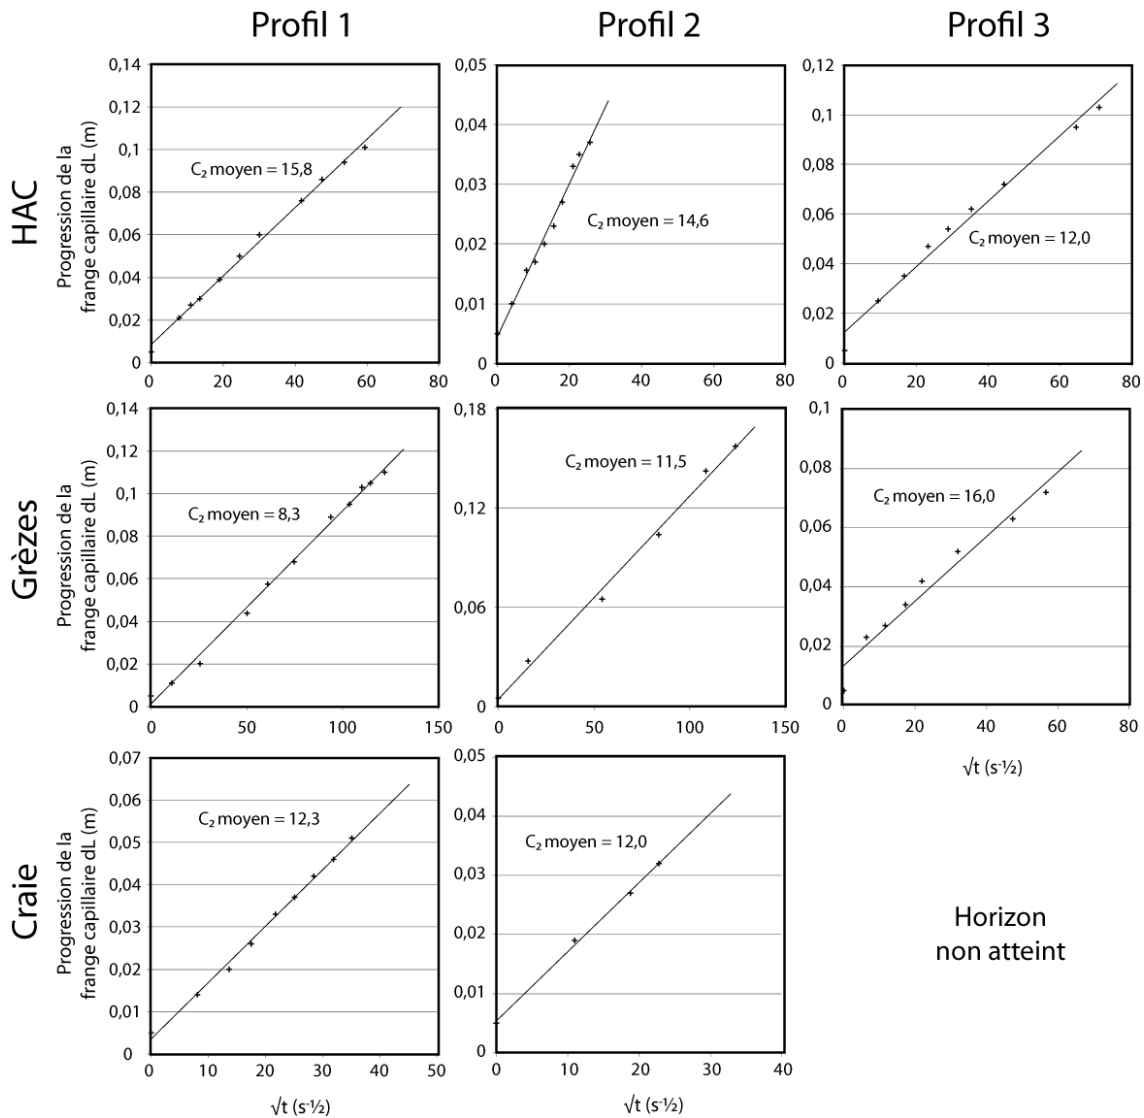 Profil 1
Profil 2
Profil 3
HAC
Progression de la
frange capillaire dL (m)
0,14
0,12
0,1
0,08
0,06
0,04
0,02
0
C₂ moyen = 15,8
0 20 40 60 80
0,05
0,04
0,03
0,02
0,01
0
C₂ moyen = 14,6
0 20 40 60 80
0,12
0,1
0,08
0,06
0,04
0,02
0
C₂ moyen = 12,0
0 20 40 60 80
Grèzes
Progression de la
frange capillaire dL (m)
0,14
0,12
0,1
0,08
0,06
0,04
0,02
0
C₂ moyen = 8,3
0 50 100 150
0,18
0,12
0,06
0
C₂ moyen = 11,5
0 50 100 150
0,1
0,08
0,06
0,04
0,02
0
C₂ moyen = 16,0
0 20 40 60 80
√t (s⁻½)
Craie
Progression de la
frange capillaire dL (m)
0,07
0,06
0,05
0,04
0,03
0,02
0,01
0
C₂ moyen = 12,3
0 10 20 30 40 50
√t (s⁻½)
0,05
0,04
0,03
0,02
0,01
0
C₂ moyen = 12,0
0 10 20 30 40
√t (s⁻½)
Horizon
non atteint